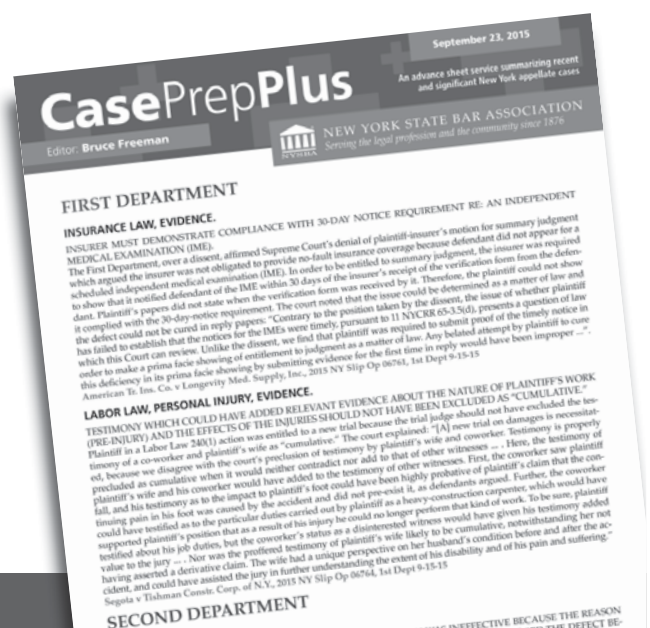 September 23, 2015
CasePrepPlus
An advance sheet service summarizing recent
and significant New York appellate cases
Editor: Bruce Freeman
NYSBA
NEW YORK STATE BAR ASSOCIATION
Serving the legal profession and the community since 1876
FIRST DEPARTMENT
INSURANCE LAW, EVIDENCE.
INSURER MUST DEMONSTRATE COMPLIANCE WITH 30-DAY NOTICE REQUIREMENT RE: AN INDEPENDENT
MEDICAL EXAMINATION (IME).
The First Department, over a dissent, affirmed Supreme Court's denial of plaintiff-insurer's motion for summary judgment
which argued the insurer was not obligated to provide no-fault insurance coverage because defendant did not appear for a
scheduled independent medical examination (IME). In order to be entitled to summary judgment, the insurer was required
to show that it notified defendant of the IME within 30 days of the insurer's receipt of the verification form from the defen-
dant. Plaintiff's papers did not state when the verification form was received by it. Therefore, the plaintiff could not show
it complied with the 30-day-notice requirement. The court noted that the issue could be determined as a matter of law and
the defect could not be cured in reply papers: "Contrary to the position taken by the dissent, the issue of whether plaintiff
has failed to establish that the notices for the IMEs were timely, pursuant to 11 NYCRR 65-3.5(d), presents a question of law
which this Court can review. Unlike the dissent, we find that plaintiff was required to submit proof of the timely notice in
order to make a prima facie showing of entitlement to judgment as a matter of law. Any belated attempt by plaintiff to cure
this deficiency in its prima facie showing by submitting evidence for the first time in reply would have been improper ...".
American Tr. Ins. Co. v Longevity Med. Supply, Inc., 2015 NY Slip Op 06761, 1st Dept 9-15-15
LABOR LAW, PERSONAL INJURY, EVIDENCE.
TESTIMONY WHICH COULD HAVE ADDED RELEVANT EVIDENCE ABOUT THE NATURE OF PLAINTIFF'S WORK
(PRE-INJURY) AND THE EFFECTS OF THE INJURIES SHOULD NOT HAVE BEEN EXCLUDED AS "CUMULATIVE."
Plaintiff in a Labor Law 240(1) action was entitled to a new trial because the trial judge should not have excluded the tes-
timony of a co-worker and plaintiff's wife as "cumulative." The court explained: "[A] new trial on damages is necessitat-
ed, because we disagree with the court's preclusion of testimony by plaintiff's wife and coworker. Testimony is properly
precluded as cumulative when it would neither contradict nor add to that of other witnesses ... . Here, the testimony of
plaintiff's wife and his coworker would have added to the testimony of other witnesses. First, the coworker saw plaintiff
fall, and his testimony as to the impact to plaintiff's foot could have been highly probative of plaintiff's claim that the con-
tinuing pain in his foot was caused by the accident and did not pre-exist it, as defendants argued. Further, the coworker
could have testified as to the particular duties carried out by plaintiff as a heavy-construction carpenter, which would have
supported plaintiff's position that as a result of his injury he could no longer perform that kind of work. To be sure, plaintiff
testified about his job duties, but the coworker's status as a disinterested witness would have given his testimony added
value to the jury ... . Nor was the proffered testimony of plaintiff's wife likely to be cumulative, notwithstanding her not
having asserted a derivative claim. The wife had a unique perspective on her husband's condition before and after the ac-
cident, and could have assisted the jury in further understanding the extent of his disability and of his pain and suffering."
Segota v Tishman Constr. Corp. of N.Y., 2015 NY Slip Op 06764, 1st Dept 9-15-15
SECOND DEPARTMENT
WAS INEFFECTIVE BECAUSE THE REASON
THE DEFECT BE-